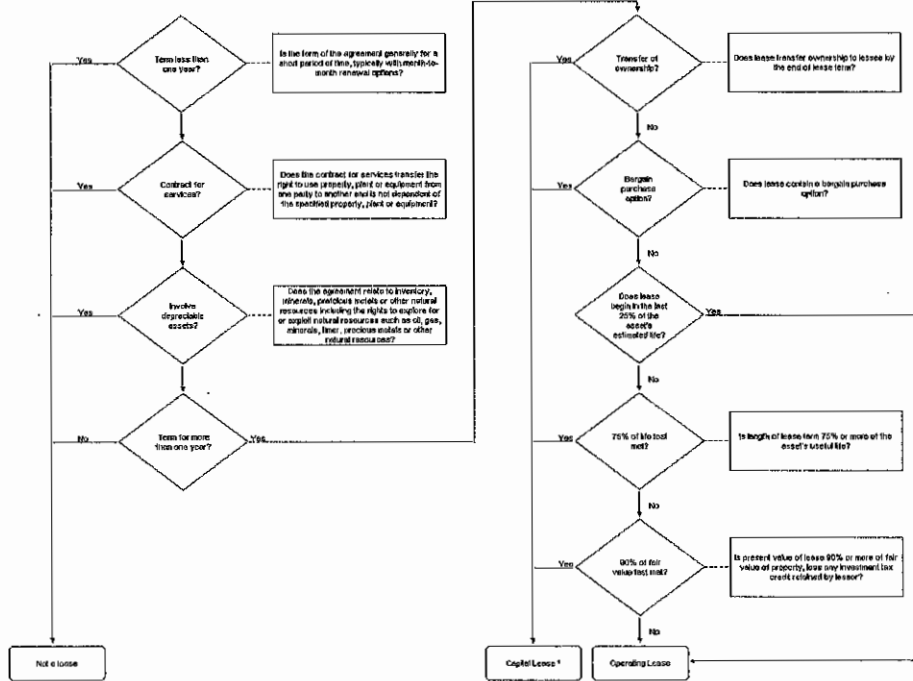 Yes
Term less than
one year?
Is the form of the agreement generally for a
short period of time, typically with month-to-
month renewal options?
Yes
Contract for
services?
Does the contract for services transfer the
right to use property, plant or equipment from
one party to another and is not dependent of
the specified property, plant or equipment?
Yes
Involve
depreciable
assets?
Does the agreement relate to inventory,
minerals, precious metals or other natural
resources including the rights to explore for
or exploit natural resources such as oil, gas,
minerals, timer, precious metals or other
natural resources?
No
Term for more
than one year?
Yes
Not a lease
Yes
Transfer of
ownership?
Does lease transfer ownership to lessee by
the end of lease term?
No
Yes
Bargain
purchase
option?
Does lease contain a bargain purchase
option?
No
Does lease
begin in the last
25% of the
asset's
estimated life?
Yes
No
Yes
75% of life test
met?
Is length of lease term 75% or more of the
asset's useful life?
No
Yes
90% of fair
value test met?
Is present value of lease 90% or more of fair
value of property, less any investment tax
credit retained by lessor?
No
Capital Lease
Operating Lease